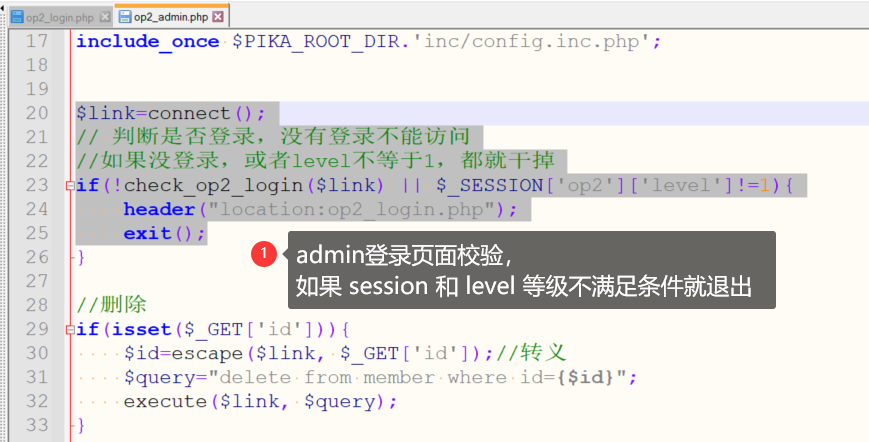 op2_login.php op2_admin.php
17 include_once $PIKA_ROOT_DIR.'inc/config.inc.php';
18
19
20 $link=connect();
21 // 判断是否登录，没有登录不能访问
22 //如果没登录，或者level不等于1，都就干掉
23 if(!check_op2_login($link) || $_SESSION['op2']['level']!=1){
24 header("location:op2_login.php");
25 exit();
26 }
1 admin登录页面校验，
如果 session 和 level 等级不满足条件就退出
27
28 //删除
29 if(isset($_GET['id'])){
30 $id=escape($link, $_GET['id']);//转义
31 $query="delete from member where id={$id}";
32 execute($link, $query);
33 }